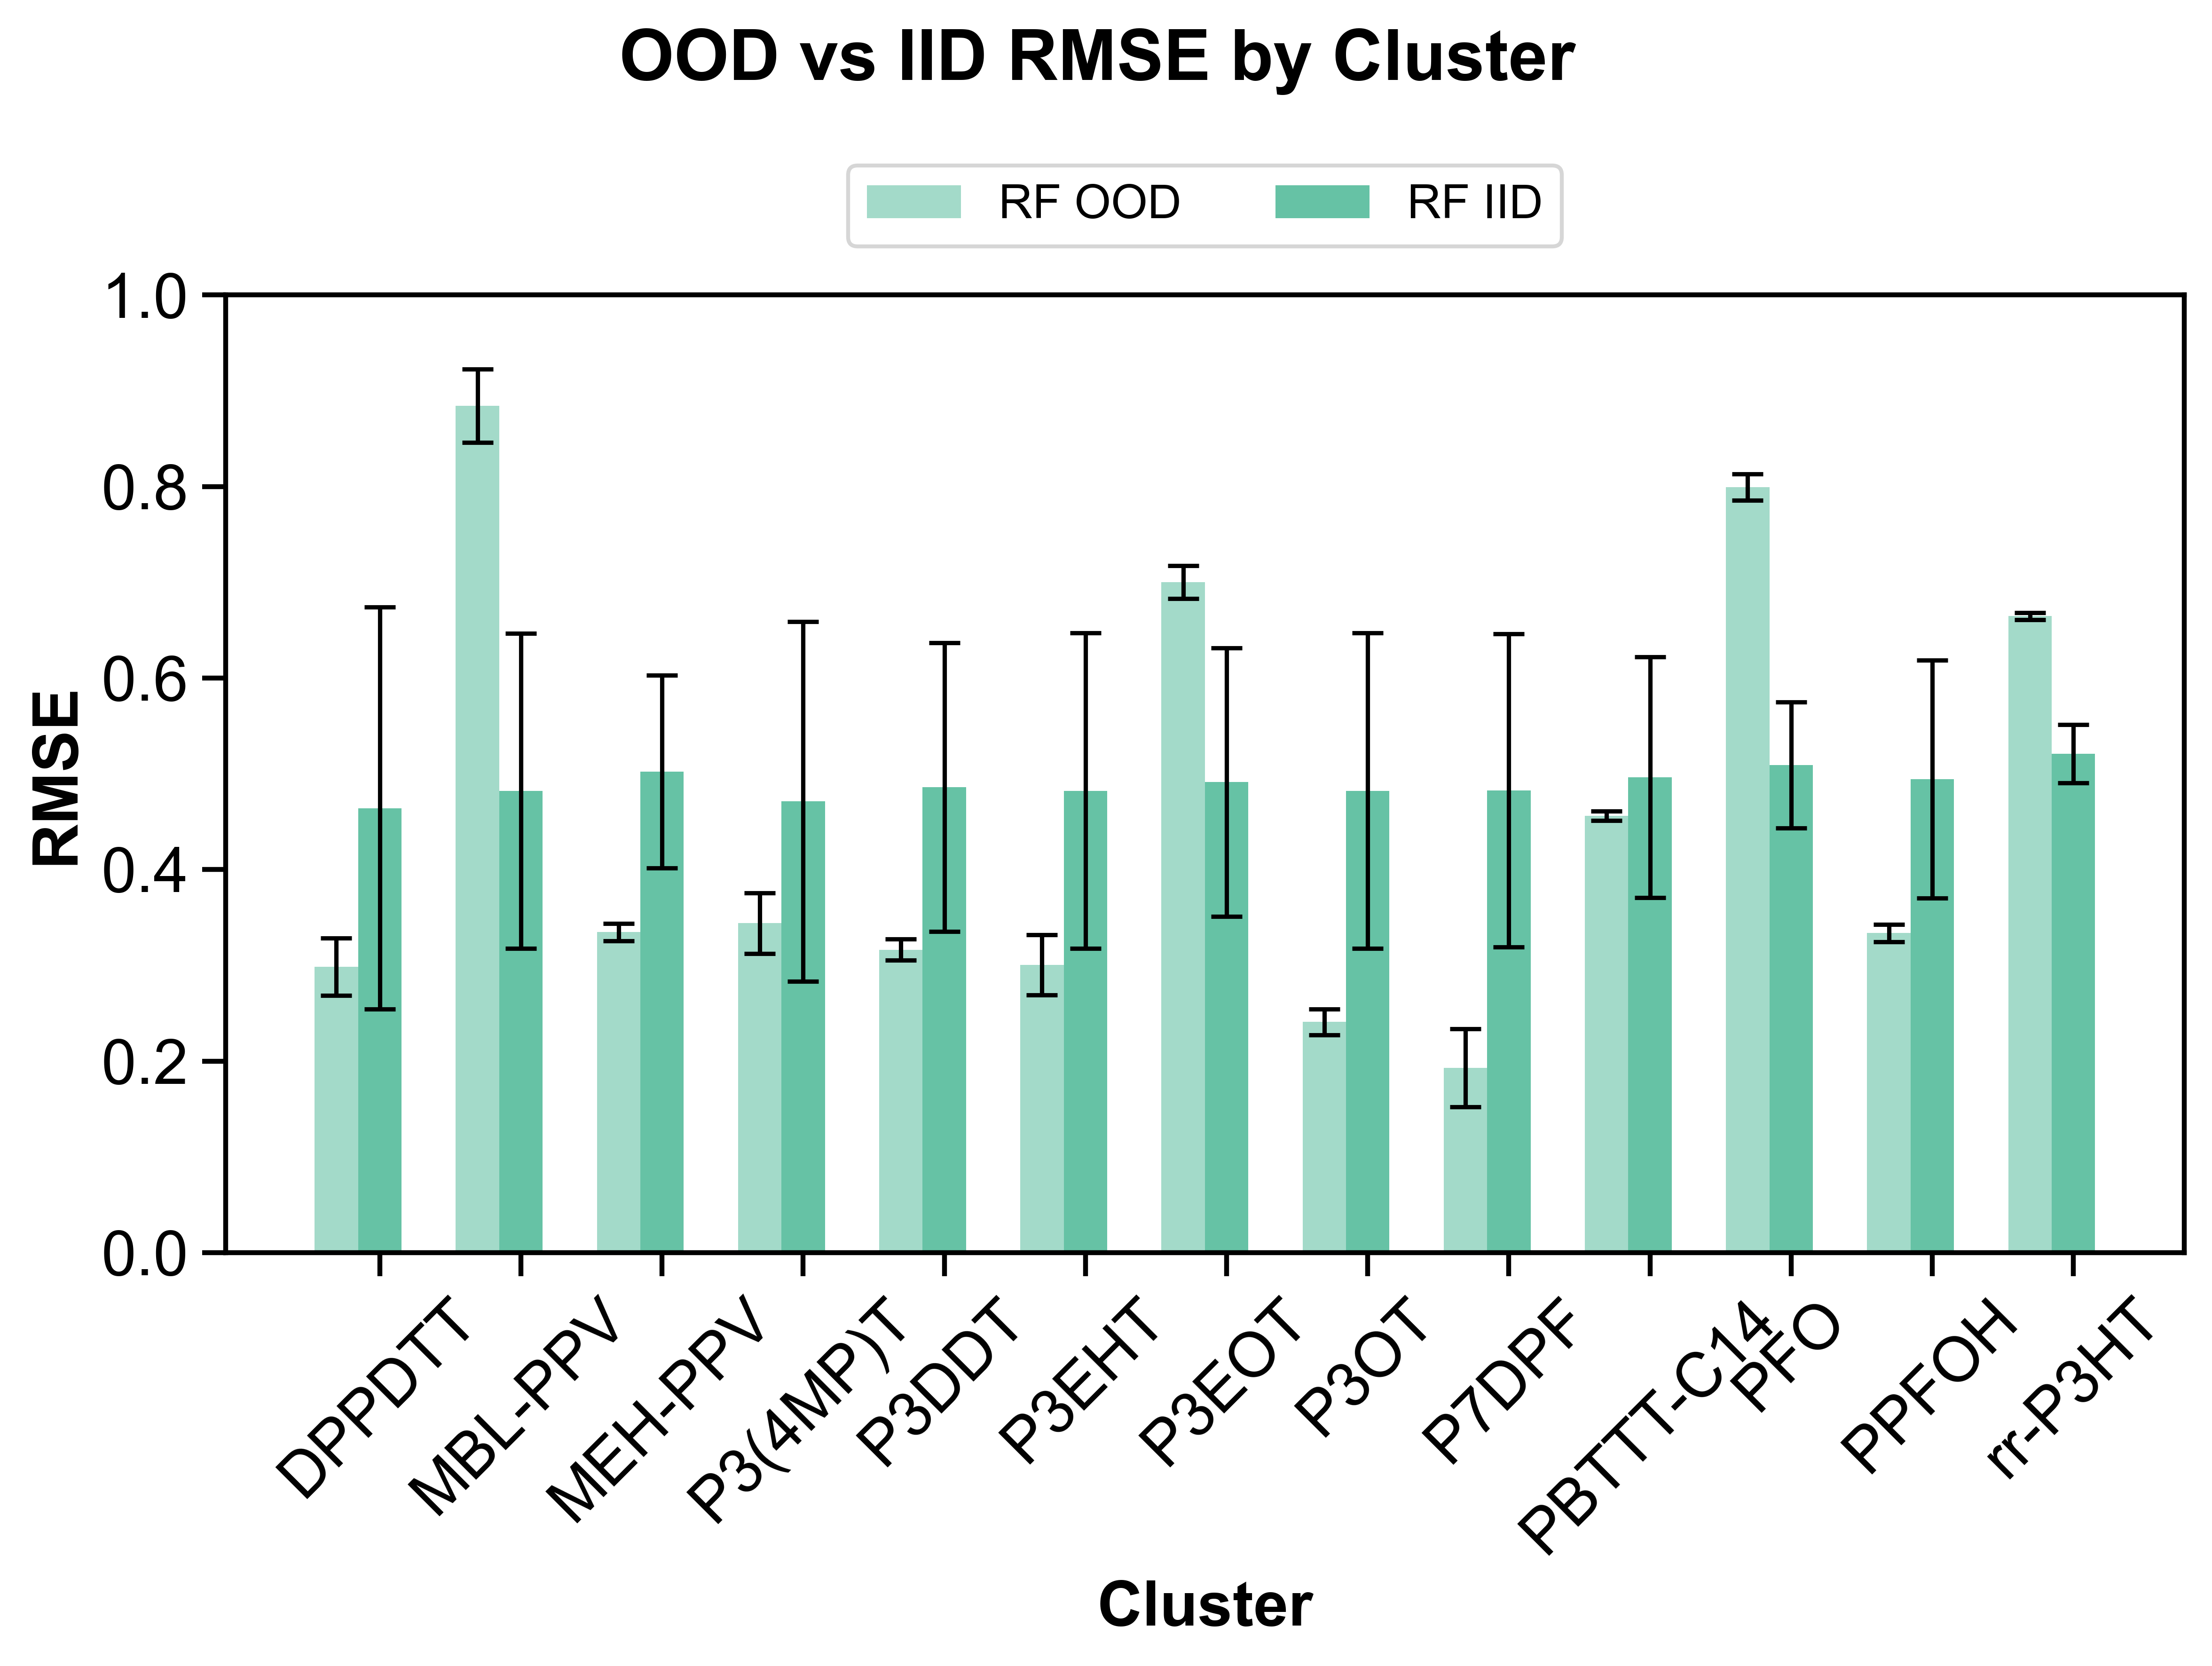 OOD vs IID RMSE by Cluster
RF OOD RF IID
1.0
0.8
0.6
0.4
0.2
0.0
RMSE
DPPDTT
MBL-PPV
MEH-PPV
P3(4MP)T
P3DDT
P3EHT
P3EOT
P3OT
P7DPF
PBTTT-C14
PFO
PPFOH
rr-P3HT
Cluster